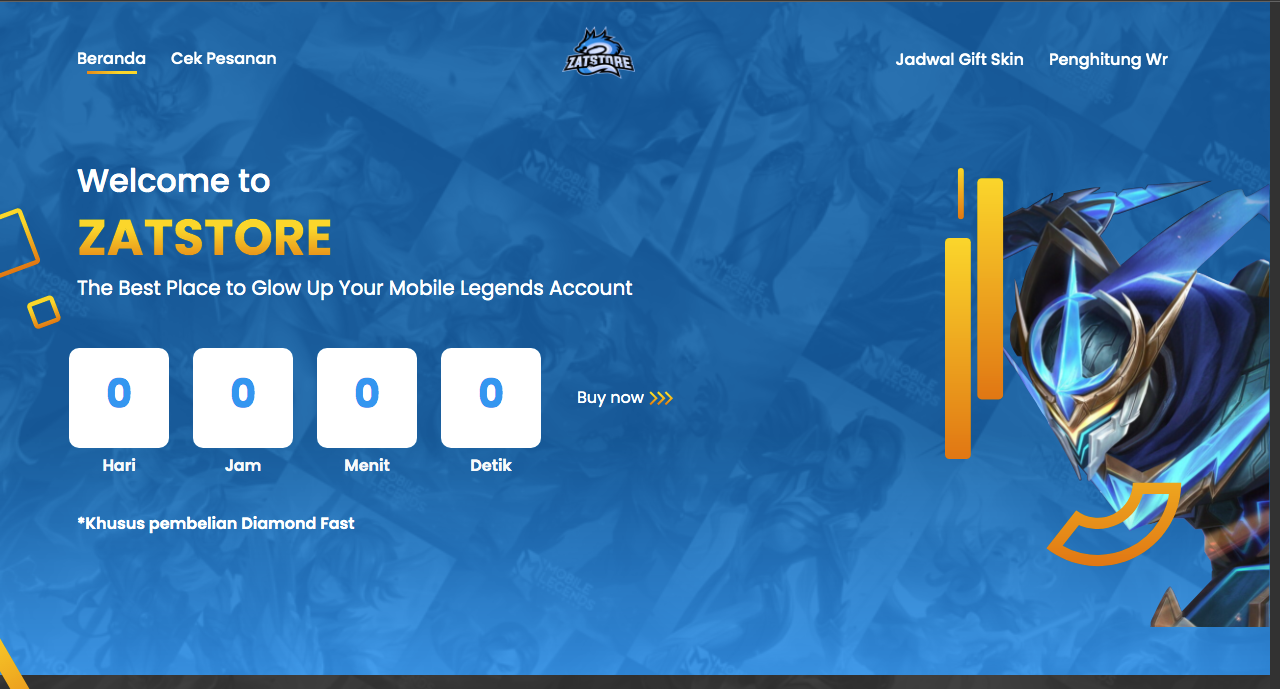 Beranda
Cek Pesanan
ZATSTORE
Jadwal Gift Skin
Penghitung Wr
Welcome to
ZATSTORE
The Best Place to Glow Up Your Mobile Legends Account
0
0
0
0
Buy now
Hari
Jam
Menit
Detik
*Khusus pembelian Diamond Fast